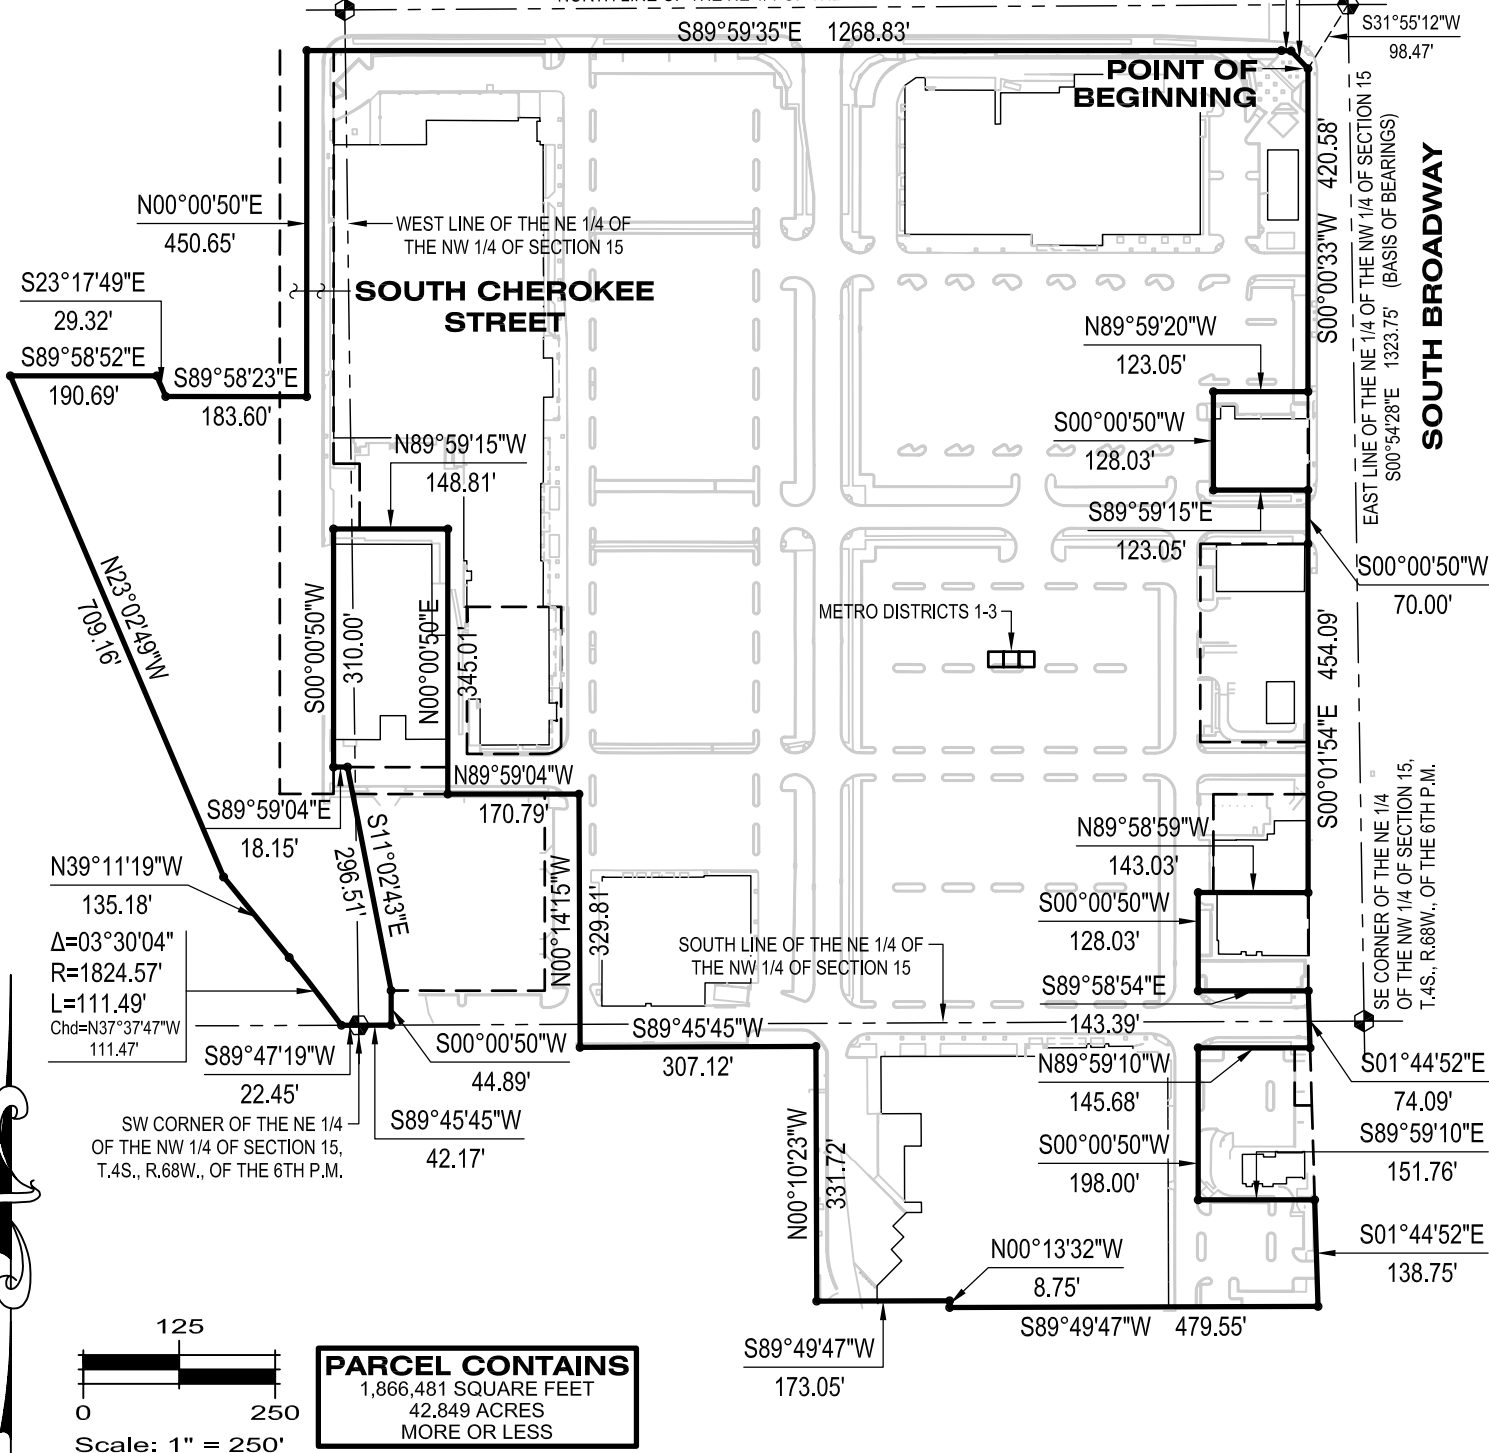 S89°59'35"E 1268.83'
S31°55'12"W
98.47'
POINT OF
BEGINNING
420.58'
S00°00'33"W
EAST LINE OF THE NE 1/4 OF THE NW 1/4 OF SECTION 15
S00°54'28"E 1323.75' (BASIS OF BEARINGS)
SOUTH BROADWAY
N00°00'50"E
450.65'
WEST LINE OF THE NE 1/4 OF
THE NW 1/4 OF SECTION 15
SOUTH CHEROKEE
STREET
S23°17'49"E
29.32'
S89°58'52"E
190.69'
S89°58'23"E
183.60'
N89°59'20"W
123.05'
S00°00'50"W
128.03'
N89°59'15"W
148.81'
S89°59'15"E
123.05'
S00°00'50"W
70.00'
N23°02'49"W
709.16'
S00°00'50"W
310.00'
N00°00'50"E
345.01'
METRO DISTRICTS 1-3
S00°01'54"E 454.09'
N89°59'04"W
170.79'
S89°59'04"E
18.15'
S11°02'43"E
296.51'
N89°58'59"W
143.03'
N39°11'19"W
135.18'
Δ=03°30'04"
R=1824.57'
L=111.49'
Chd=N37°37'47"W
111.47'
N00°14'15"W
329.81'
S00°00'50"W
128.03'
SOUTH LINE OF THE NE 1/4 OF
THE NW 1/4 OF SECTION 15
SE CORNER OF THE NE 1/4
OF THE NW 1/4 OF SECTION 15,
T.4S., R.68W., OF THE 6TH P.M.
S89°58'54"E
143.39'
S89°45'45"W
307.12'
S89°47'19"W
22.45'
S00°00'50"W
44.89'
N89°59'10"W
145.68'
S01°44'52"E
74.09'
SW CORNER OF THE NE 1/4
OF THE NW 1/4 OF SECTION 15,
T.4S., R.68W., OF THE 6TH P.M.
S89°45'45"W
42.17'
N00°10'23"W
331.72'
S00°00'50"W
198.00'
S89°59'10"E
151.76'
N00°13'32"W
8.75'
S01°44'52"E
138.75'
S89°49'47"W 479.55'
S89°49'47"W
173.05'
125
0 250
Scale: 1" = 250'
PARCEL CONTAINS
1,866,481 SQUARE FEET
42.849 ACRES
MORE OR LESS